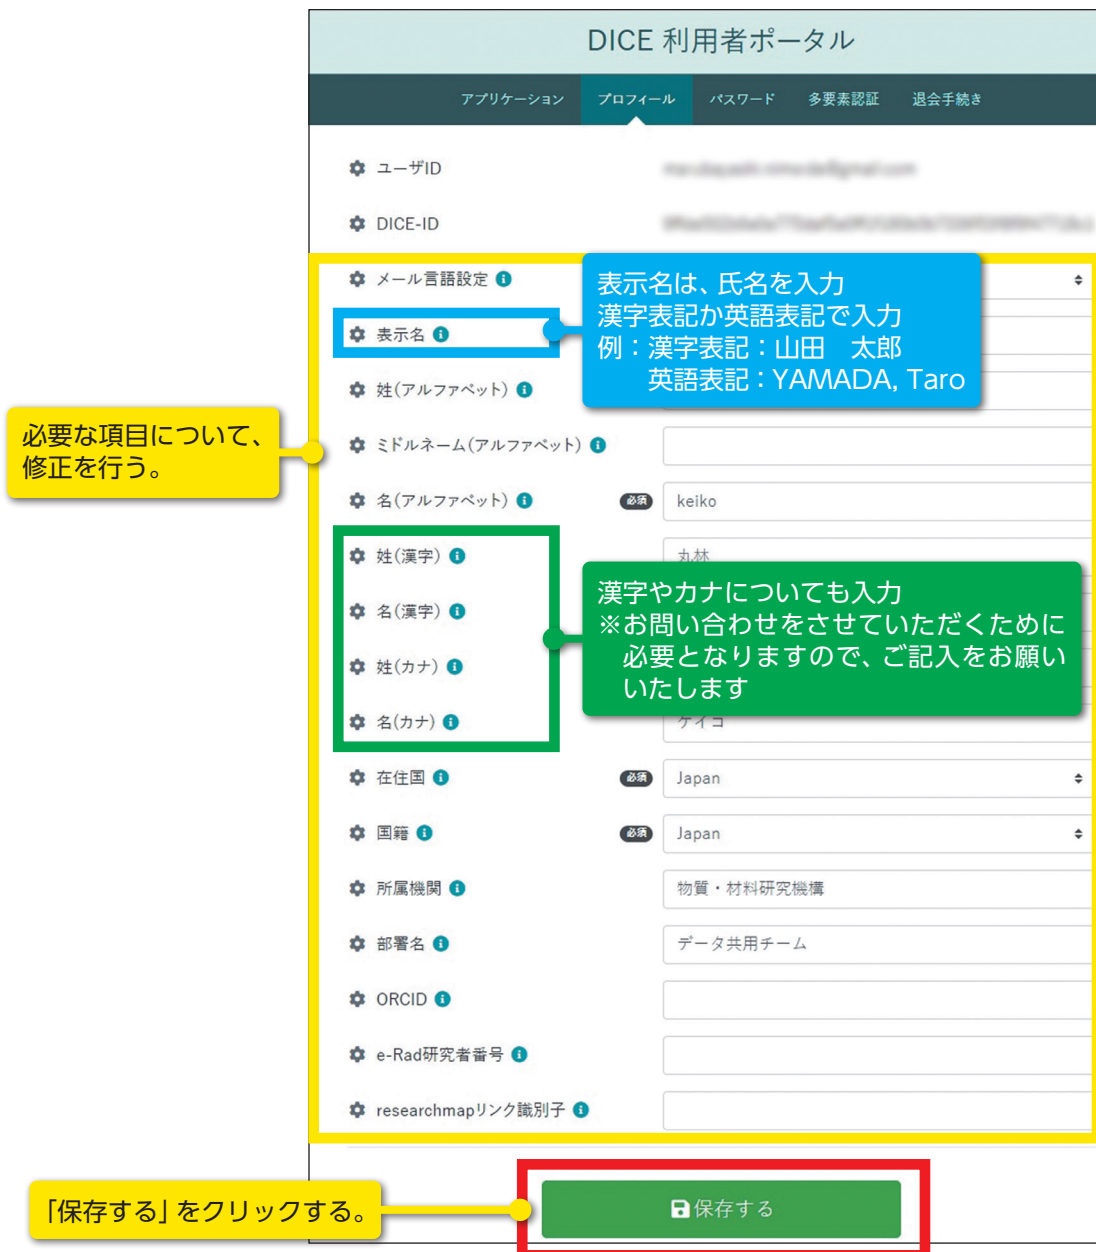 DICE 利用者ポータル
アプリケーション プロフィール パスワード 多要素認証 退会手続き
ユーザID
DICE-ID
メール言語設定
表示名は、氏名を入力
漢字表記か英語表記で入力
例：漢字表記：山田　太郎
英語表記：YAMADA, Taro
表示名
姓(アルファベット)
必要な項目について、
修正を行う。
ミドルネーム(アルファベット)
名(アルファベット) 必須 keiko
姓(漢字) 丸林
漢字やカナについても入力
※お問い合わせをさせていただくために
必要となりますので、ご記入をお願い
いたします
名(漢字)
姓(カナ)
名(カナ) ケイコ
在住国 必須 Japan
国籍 必須 Japan
所属機関 物質・材料研究機構
部署名 データ共用チーム
ORCID
e-Rad研究者番号
researchmapリンク識別子
「保存する」をクリックする。
保存する